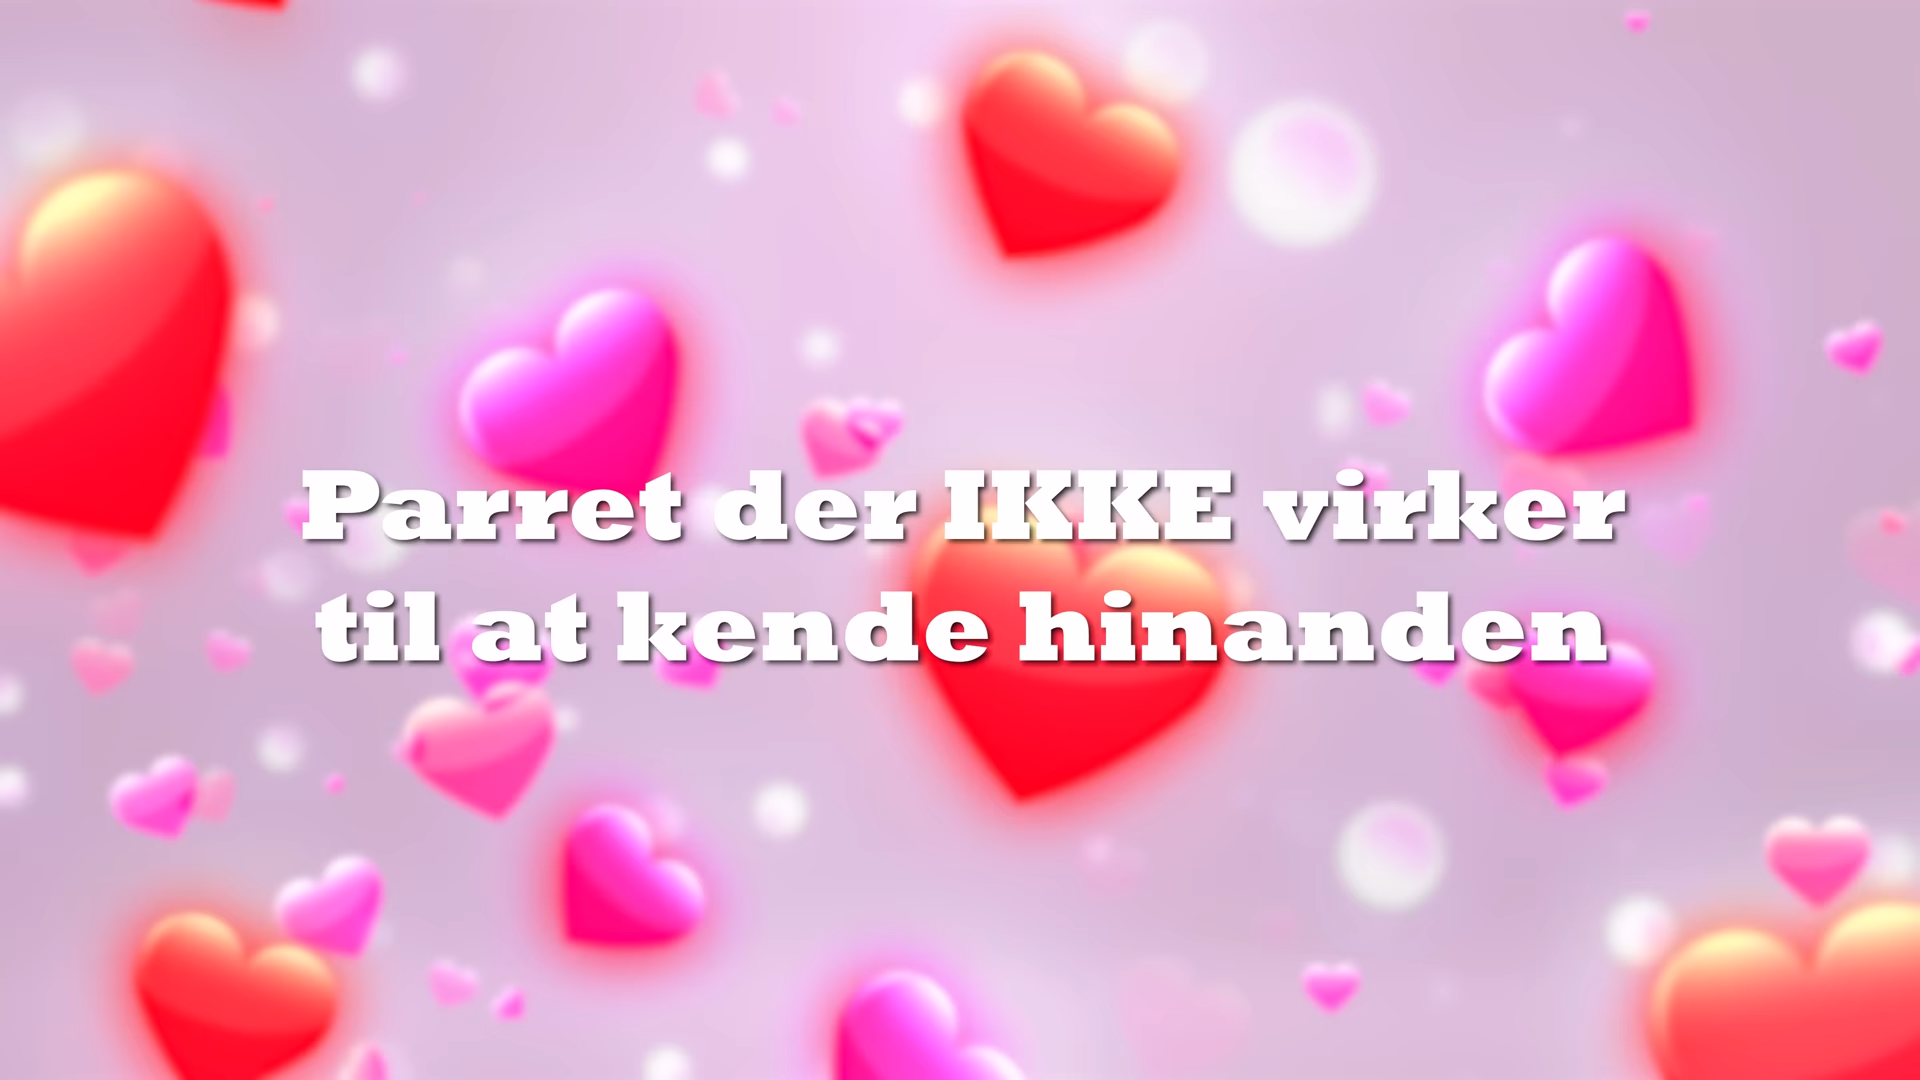 Parret der IKKE virker
til at kende hinanden